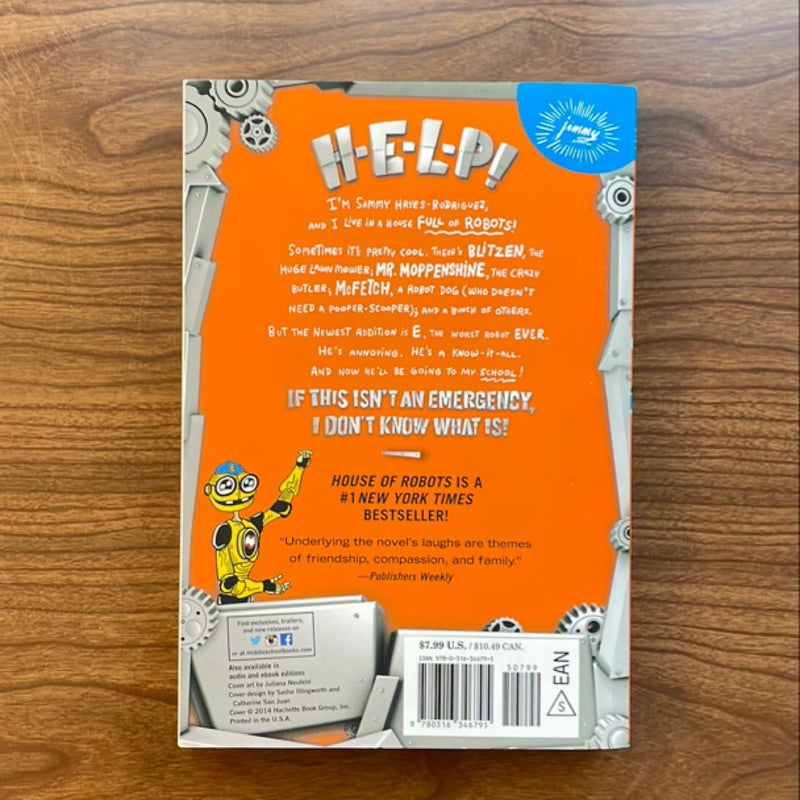 H-E-L-P!
jimmy
I'M SAMMY HAYES-RODRIGUEZ,
AND I LIVE IN A HOUSE FULL OF ROBOTS!
SOMETIMES IT'S PRETTY COOL. THERE'S BLITZEN, THE
HUGE LAWN MOWER; MR. MOPPENSHINE, THE CRAZY
BUTLER; McFETCH, A ROBOT DOG (WHO DOESN'T
NEED A POOPER-SCOOPER); AND A BUNCH OF OTHERS.
BUT THE NEWEST ADDITION IS E, THE WORST ROBOT EVER.
HE'S ANNOYING. HE'S A KNOW-IT-ALL.
AND NOW HE'LL BE GOING TO MY SCHOOL!
IF THIS ISN'T AN EMERGENCY,
I DON'T KNOW WHAT IS!
HOUSE OF ROBOTS IS A
#1 NEW YORK TIMES
BESTSELLER!
"Underlying the novel's laughs are themes
of friendship, compassion, and family."
—Publishers Weekly
Find exclusives, trailers,
and new releases on
or at middleschoolbooks.com
Also available in
audio and ebook editions
Cover art by Juliana Neufeld
Cover design by Sasha Illingworth and
Catherine San Juan
Cover © 2014 Hachette Book Group, Inc.
Printed in the U.S.A.
$7.99 U.S. / $10.49 CAN.
ISBN 978-0-316-34679-5
50799
9 780316 346795
S EAN